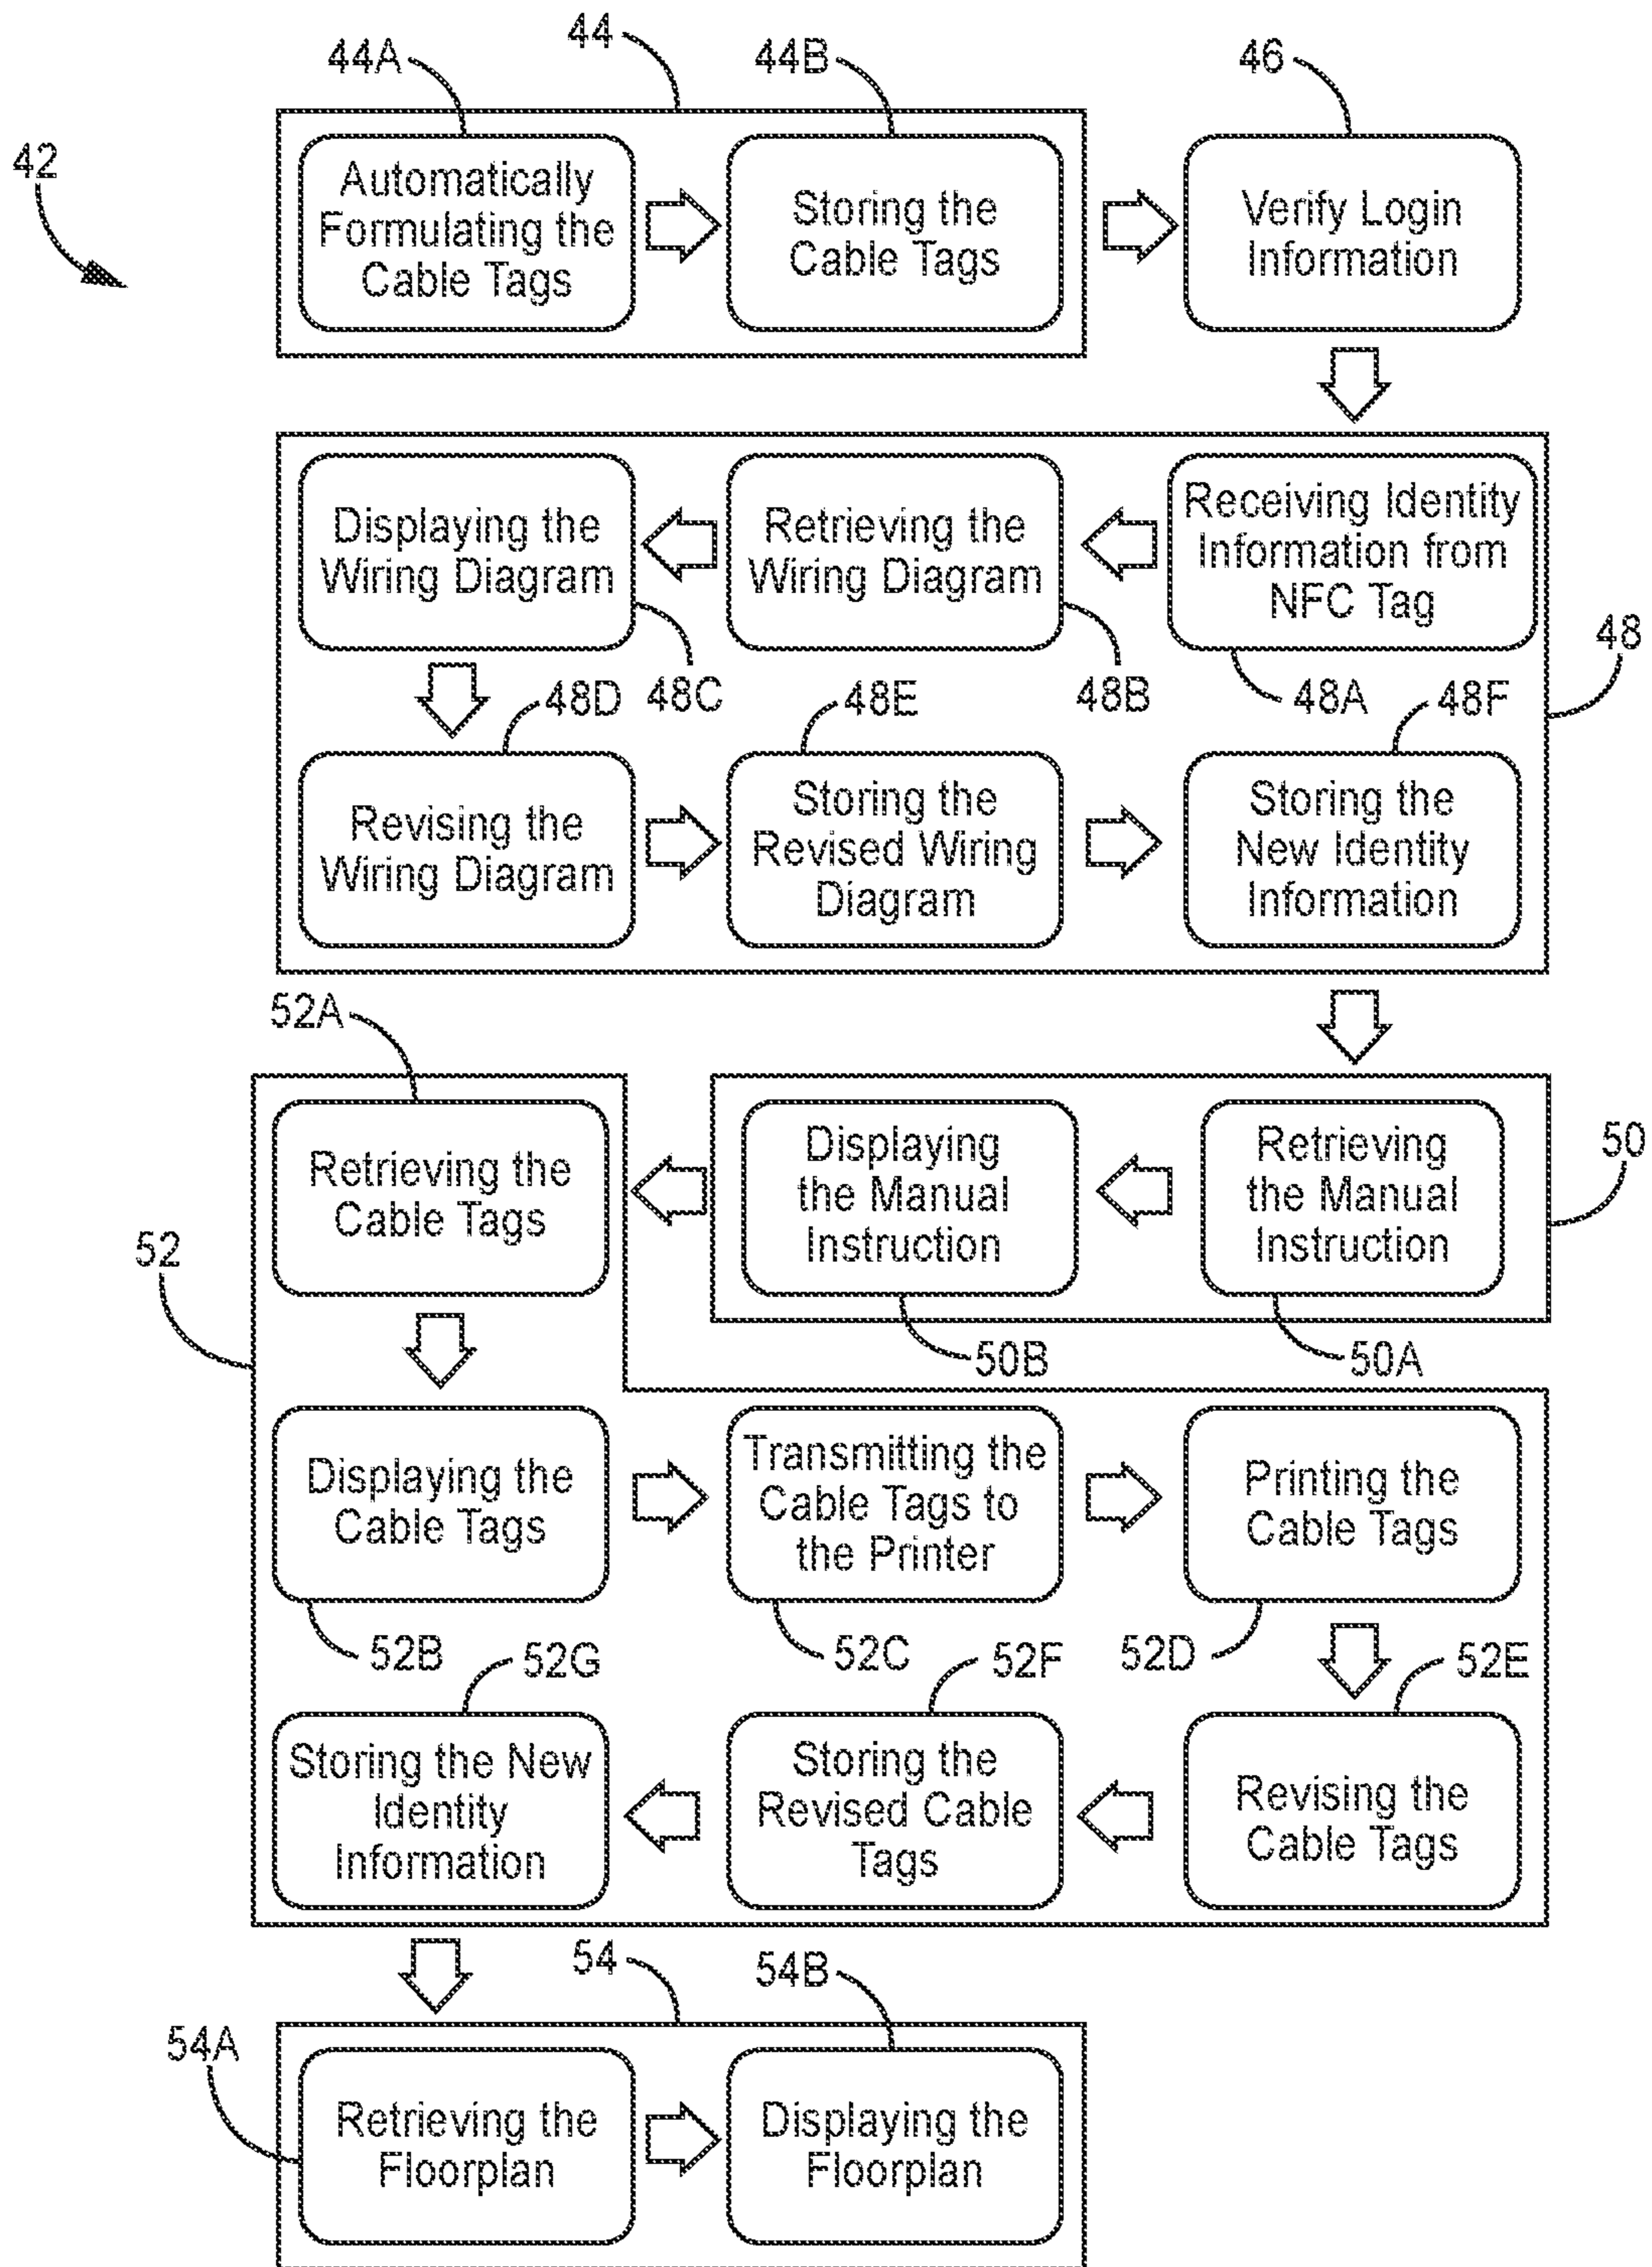 44
44A
44B
46
42
Automatically
Formulating the
Cable Tags
Storing the
Cable Tags
Verify Login
Information
Displaying the
Wiring Diagram
Retrieving the
Wiring Diagram
Receiving Identity
Information from
NFC Tag
48
48C
48B
48A
48D
48E
48F
Revising the
Wiring Diagram
Storing the
Revised Wiring
Diagram
Storing the
New Identity
Information
52A
Retrieving the
Cable Tags
Displaying
the Manual
Instruction
Retrieving
the Manual
Instruction
50
52
50B
50A
Displaying the
Cable Tags
Transmitting the
Cable Tags to
the Printer
Printing the
Cable Tags
52B
52G
52C
52F
52D
52E
Storing the New
Identity
Information
Storing the
Revised Cable
Tags
Revising the
Cable Tags
54
54B
54A
Retrieving the
Floorplan
Displaying the
Floorplan